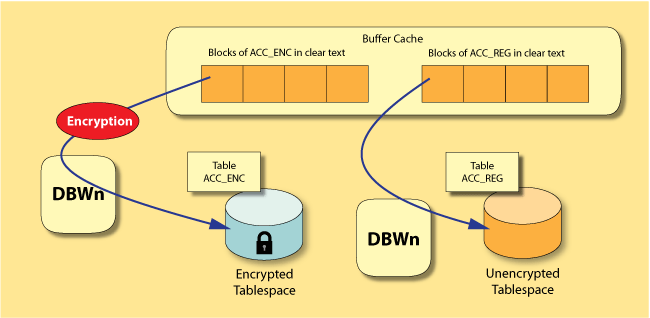 Buffer Cache
Blocks of ACC_ENC in clear text
Blocks of ACC_REG in clear text
Encryption
DBWn
Table
ACC_ENC
Encrypted
Tablespace
DBWn
Table
ACC_REG
Unencrypted
Tablespace